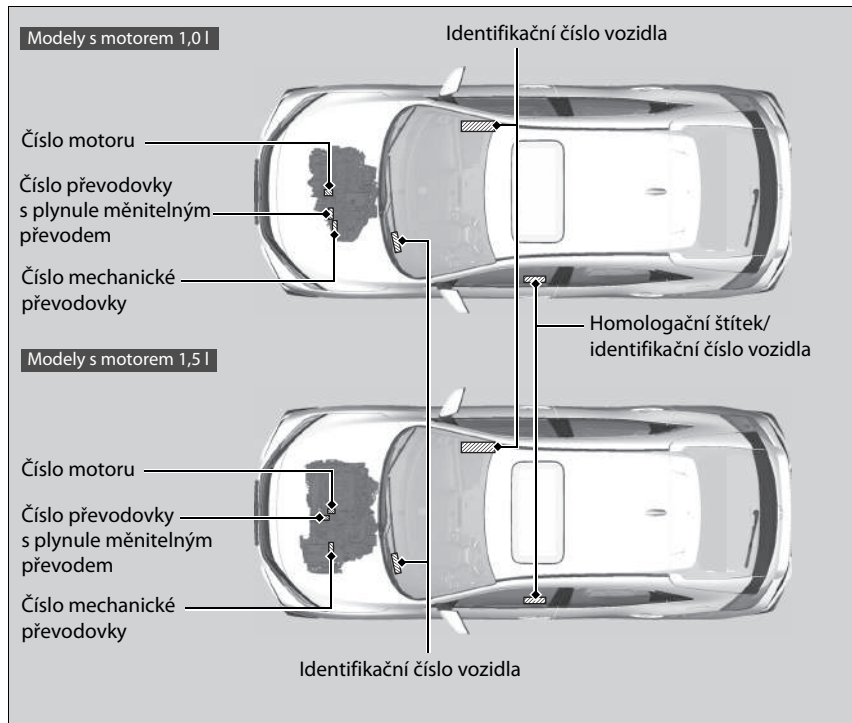 Modely s motorem 1,0 l
Identifikační číslo vozidla
Číslo motoru
Číslo převodovky
s plynule měnitelným
převodem
Číslo mechanické
převodovky
Homologační štítek/
identifikační číslo vozidla
Modely s motorem 1,5 l
Číslo motoru
Číslo převodovky
s plynule měnitelným
převodem
Číslo mechanické
převodovky
Identifikační číslo vozidla